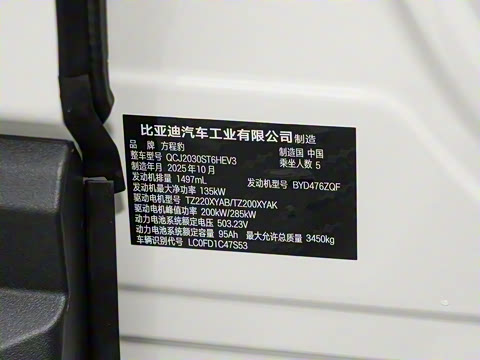 比亚迪汽车工业有限公司 制造
品牌 方程豹 制造国 中国
整车型号 QCJ2030ST6HEV3 乘坐人数 5
制造年月 2025年10月
发动机排量 1497mL 发动机型号 BYD476ZQF
发动机最大净功率 135kW
驱动电机型号 TZ220XYAB/TZ200XYAK
驱动电机峰值功率 200kW/285kW
动力电池系统额定电压 503.23V
动力电池系统额定容量 95Ah 最大允许总质量 3450kg
车辆识别代号 LC0FD1C47S53